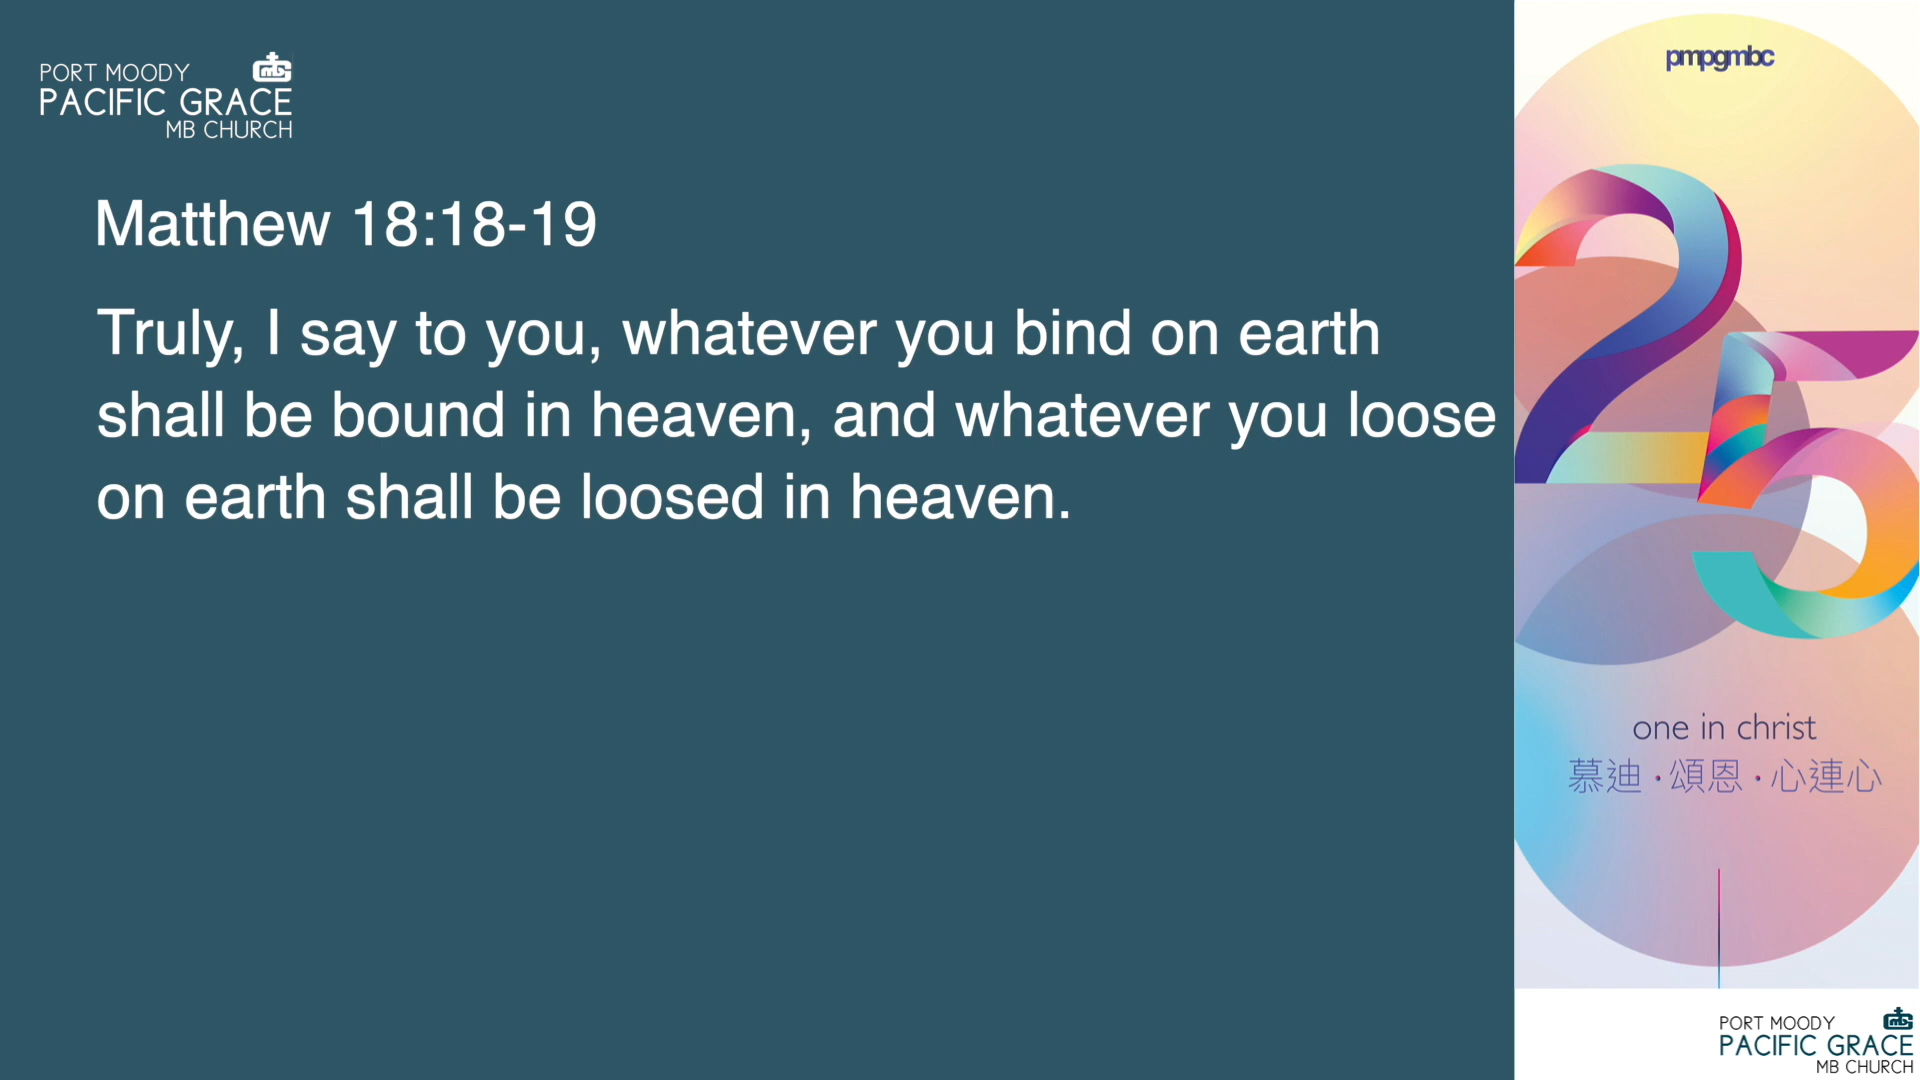 PORT MOODY
PACIFIC GRACE
MB CHURCH
Matthew 18:18-19
Truly, I say to you, whatever you bind on earth
shall be bound in heaven, and whatever you loose
on earth shall be loosed in heaven.
pmpgmbc
25
one in christ
慕迪·頌恩·心連心
PORT MOODY
PACIFIC GRACE
MB CHURCH